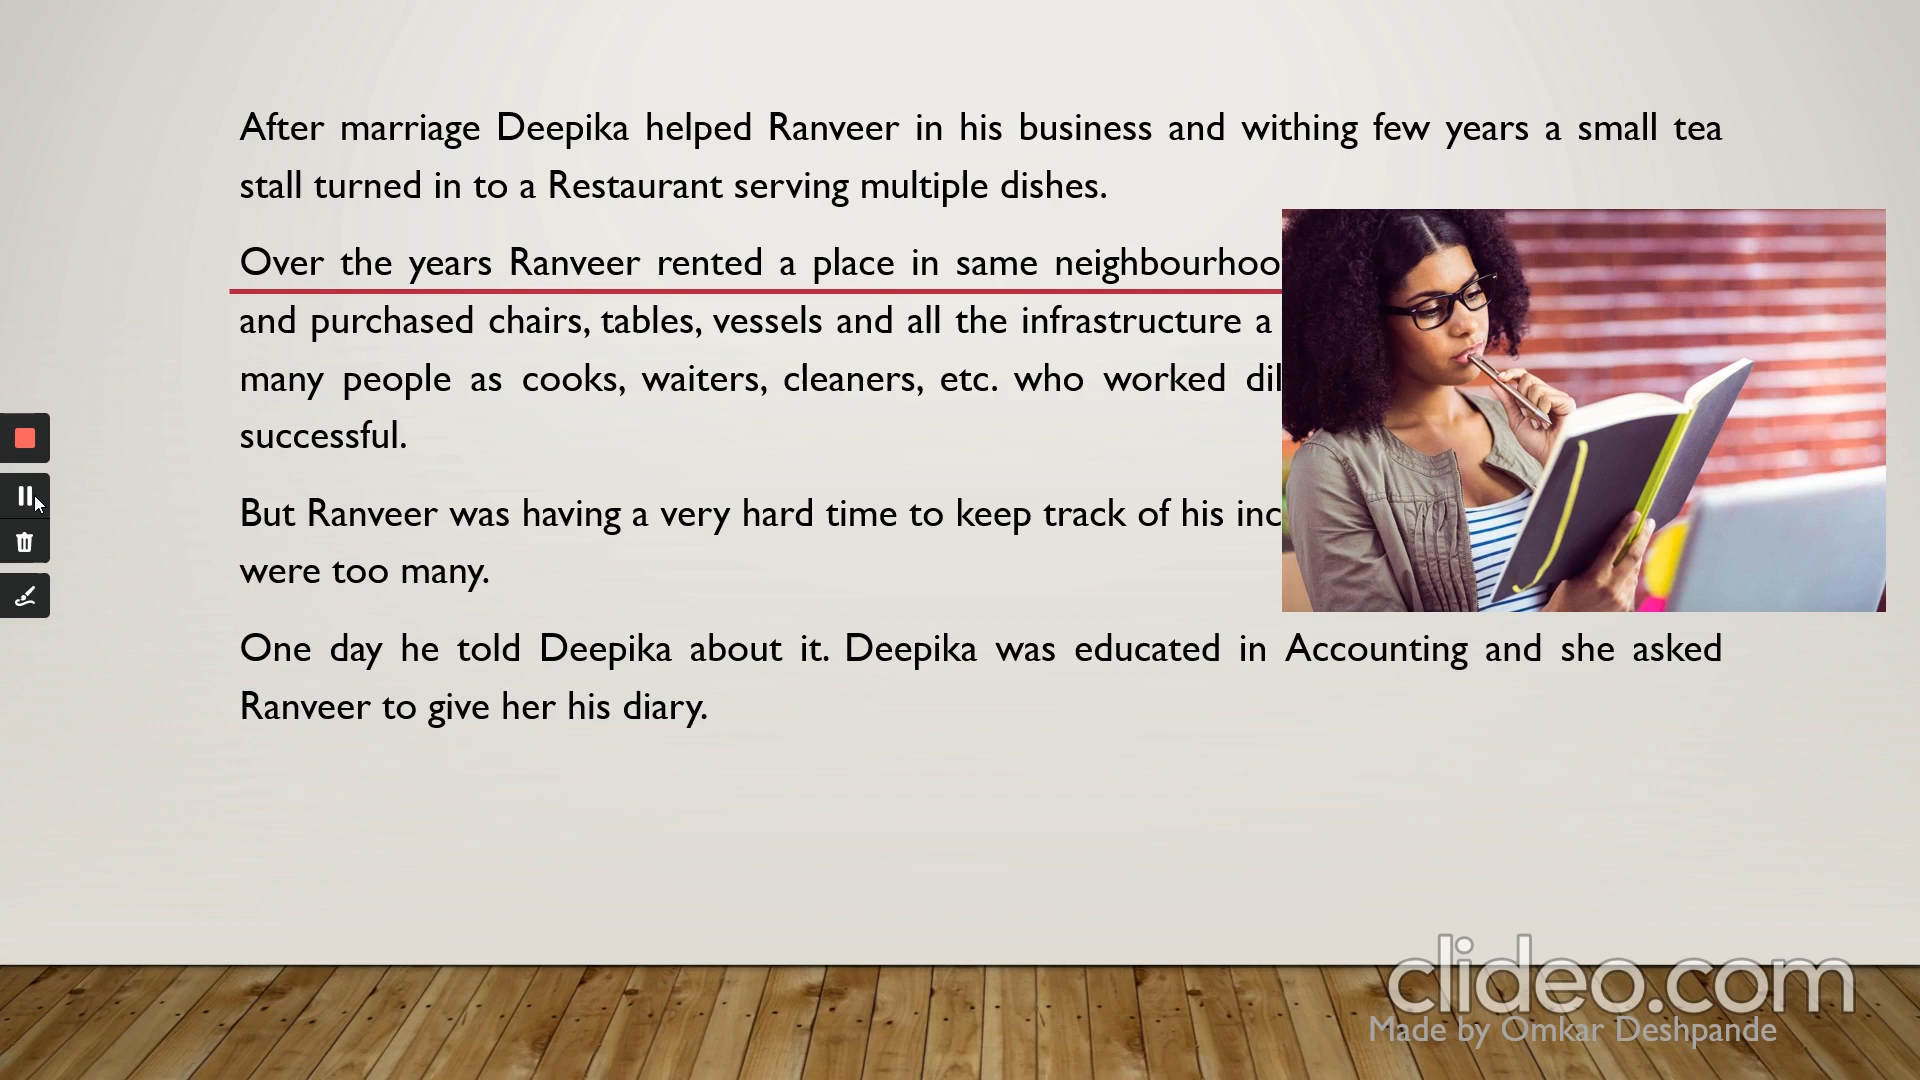 After marriage Deepika helped Ranveer in his business and withing few years a small tea
stall turned in to a Restaurant serving multiple dishes.
Over the years Ranveer rented a place in same neighbourhoo
and purchased chairs, tables, vessels and all the infrastructure a
many people as cooks, waiters, cleaners, etc. who worked dil
successful.
But Ranveer was having a very hard time to keep track of his inc
were too many.
One day he told Deepika about it. Deepika was educated in Accounting and she asked
Ranveer to give her his diary.
clideo.com
Made by Omkar Deshpande